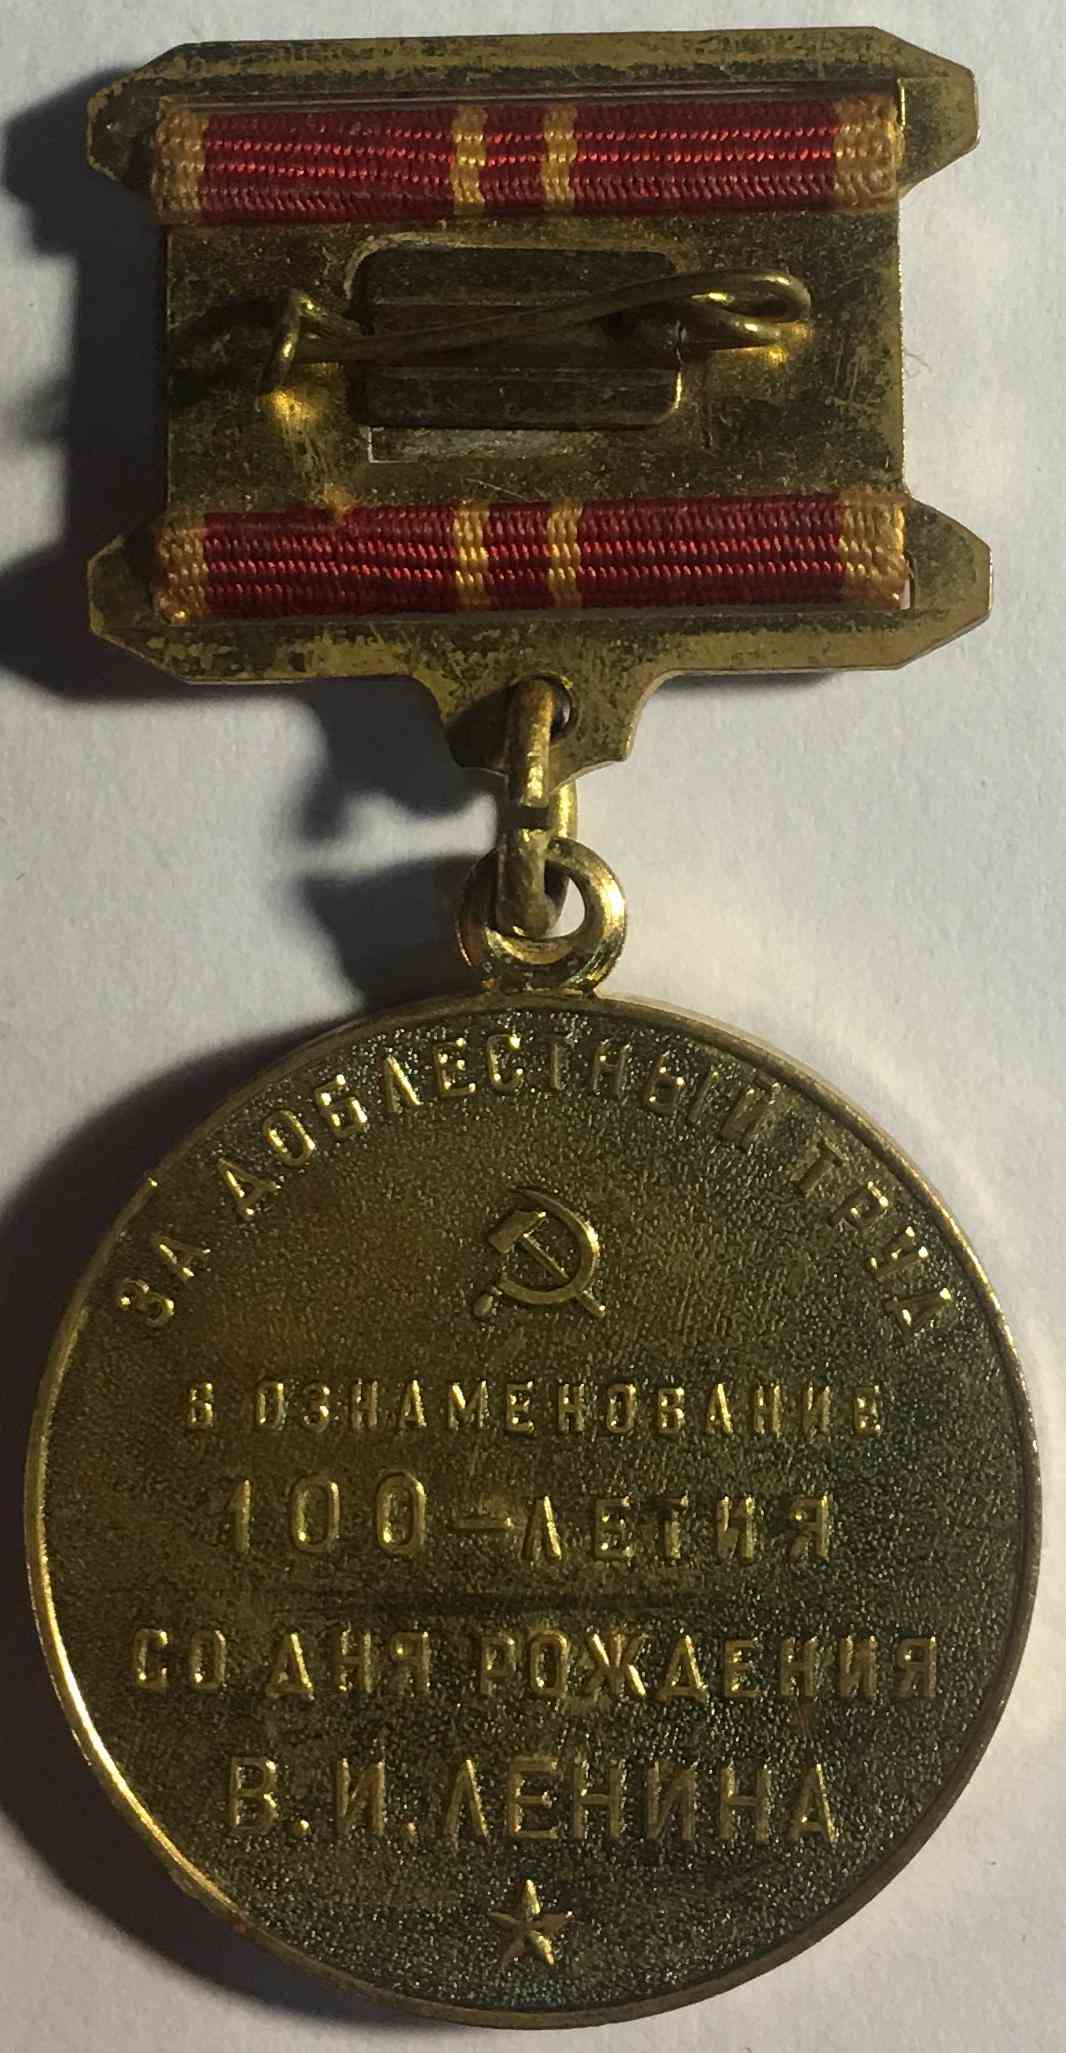 ЗА ДОБЛЕСТНЫЙ ТРУД
В ОЗНАМЕНОВАНИЕ
100-ЛЕТИЯ
СО ДНЯ РОЖДЕНИЯ
В.И.ЛЕНИНА